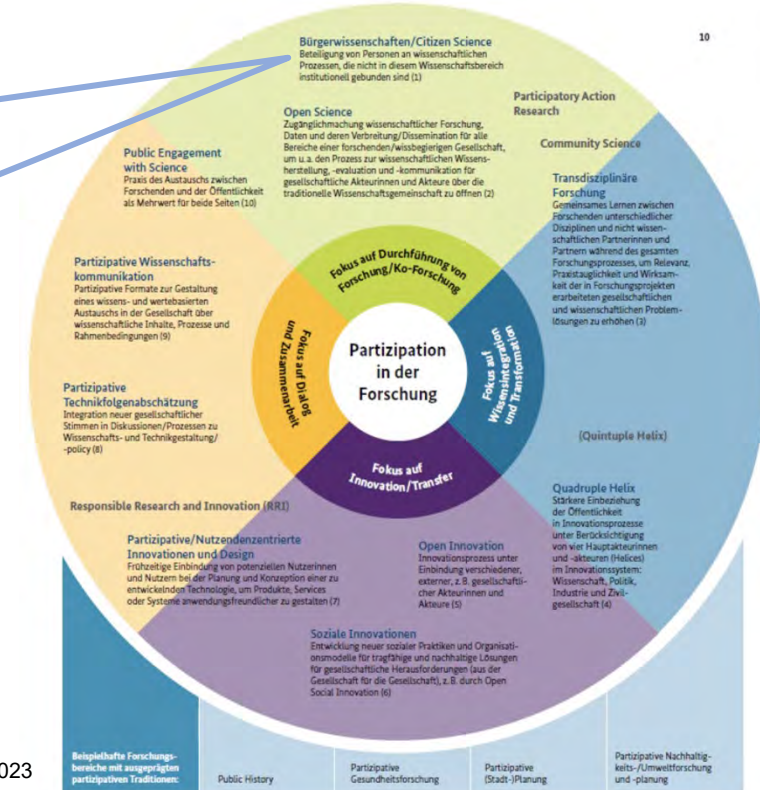 10
Bürgerwissenschaften/Citizen Science
Beteiligung von Personen an wissenschaftlichen
Prozessen, die nicht in diesem Wissenschaftsbereich
institutionell gebunden sind (1)
Participatory Action
Research
Open Science
Zugänglichmachung wissenschaftlicher Forschung,
Daten und deren Verbreitung/Dissemination für alle
Bereiche einer forschenden/wissbegierigen Gesellschaft,
um u. a. den Prozess zur wissenschaftlichen Wissens-
herstellung, -evaluation und -kommunikation für
gesellschaftliche Akteurinnen und Akteure über die
traditionelle Wissenschaftsgemeinschaft zu öffnen (2)
Community Science
Public Engagement
with Science
Praxis des Austauschs zwischen
Forschenden und der Öffentlichkeit
als Mehrwert für beide Seiten (10)
Transdisziplinäre
Forschung
Gemeinsames Lernen zwischen
Forschenden unterschiedlicher
Disziplinen und nicht wissen-
schaftlichen Partnerinnen und
Partnern während des gesamten
Forschungsprozesses, um Relevanz,
Praxistauglichkeit und Wirksam-
keit der in Forschungsprojekten
erarbeiteten gesellschaftlichen
und wissenschaftlichen Problem-
lösungen zu erhöhen (3)
Partizipative Wissenschafts-
kommunikation
Partizipative Formate zur Gestaltung
eines wissens- und wertebasierten
Austauschs in der Gesellschaft über
wissenschaftliche Inhalte, Prozesse und
Rahmenbedingungen (9)
Fokus auf Durchführung von
Forschung/Ko-Forschung
Fokus auf Dialog
und Zusammenarbeit
Partizipation
in der
Forschung
Fokus auf
Wissensintegration
und Transformation
Fokus auf
Innovation/Transfer
Partizipative
Technikfolgenabschätzung
Integration neuer gesellschaftlicher
Stimmen in Diskussionen/Prozessen zu
Wissenschafts- und Technikgestaltung/
-policy (8)
(Quintuple Helix)
Responsible Research and Innovation (RRI)
Quadruple Helix
Stärkere Einbeziehung
der Öffentlichkeit
in Innovationsprozesse
unter Berücksichtigung
von vier Hauptakteurinnen
und -akteuren (Helices)
im Innovationssystem:
Wissenschaft, Politik,
Industrie und Zivil-
gesellschaft (4)
Partizipative/Nutzendenzentrierte
Innovationen und Design
Frühzeitige Einbindung von potenziellen Nutzerinnen
und Nutzern bei der Planung und Konzeption einer zu
entwickelnden Technologie, um Produkte, Services
oder Systeme anwendungsfreundlicher zu gestalten (7)
Open Innovation
Innovationsprozess unter
Einbindung verschiedener,
externer, z. B. gesellschaftli-
cher Akteurinnen und
Akteure (5)
Soziale Innovationen
Entwicklung neuer sozialer Praktiken und Organisati-
onsmodelle für tragfähige und nachhaltige Lösungen
für gesellschaftliche Herausforderungen (aus der
Gesellschaft für die Gesellschaft), z. B. durch Open
Social Innovation (6)
023
Beispielhafte Forschungs-
bereiche mit ausgeprägten
partizipativen Traditionen:
Public History
Partizipative
Gesundheitsforschung
Partizipative
(Stadt-)Planung
Partizipative Nachhaltig-
keits-/Umweltforschung
und -planung